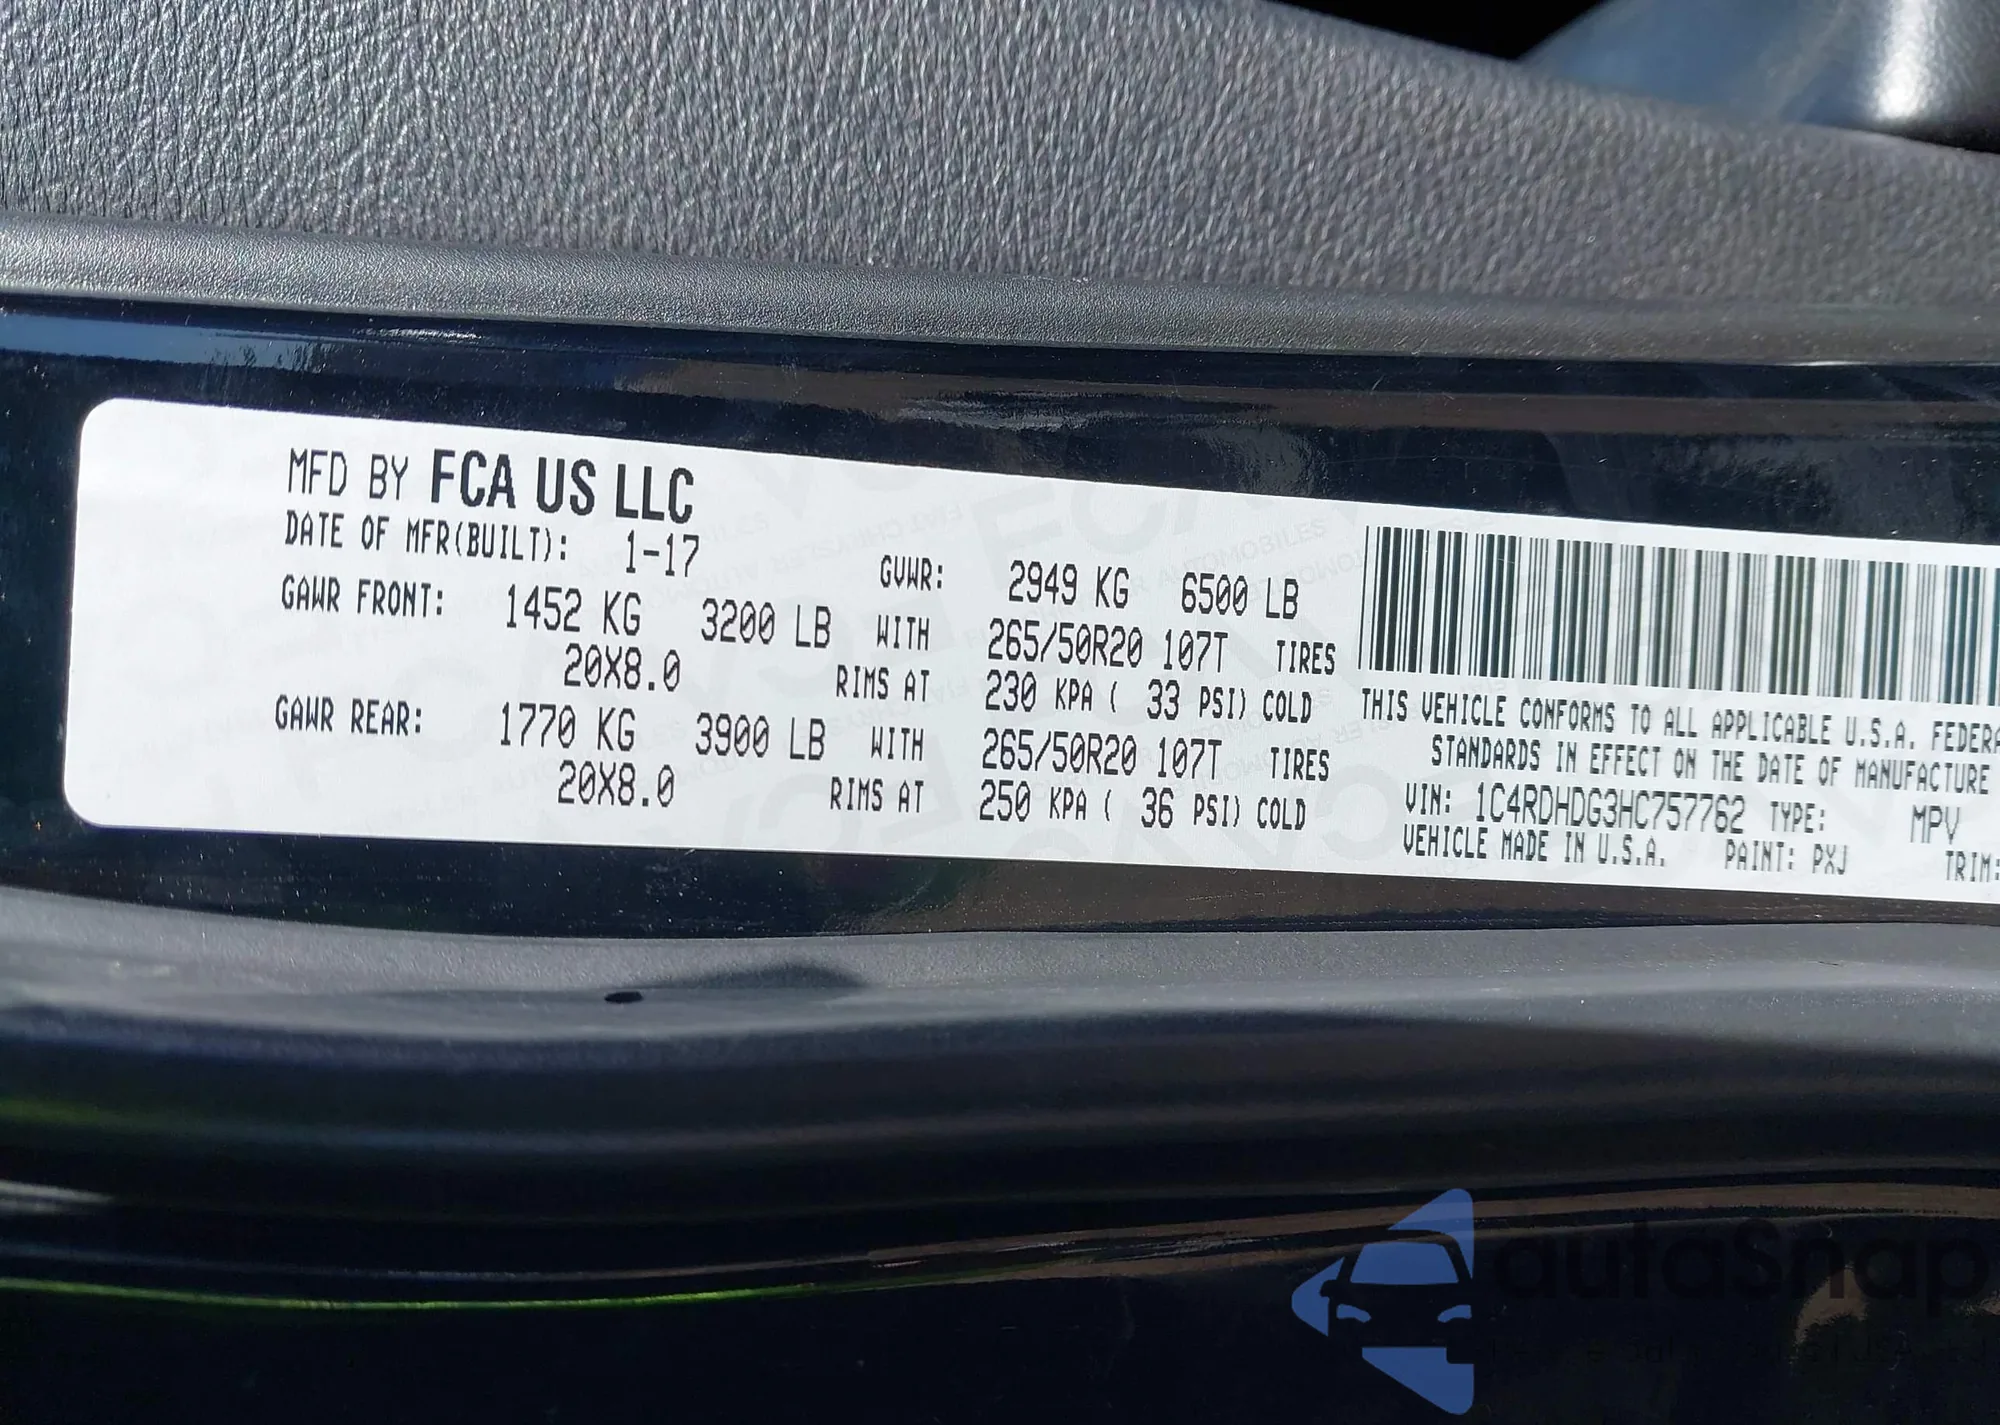 MFD BY FCA US LLC
DATE OF MFR(BUILT): 1-17 GVWR: 2949 KG 6500 LB
GAWR FRONT: 1452 KG 3200 LB WITH 265/50R20 107T TIRES
20X8.0 RIMS AT 230 KPA ( 33 PSI) COLD
GAWR REAR: 1770 KG 3900 LB WITH 265/50R20 107T TIRES
20X8.0 RIMS AT 250 KPA ( 36 PSI) COLD
THIS VEHICLE CONFORMS TO ALL APPLICABLE U.S.A. FEDERA
STANDARDS IN EFFECT ON THE DATE OF MANUFACTURE
VIN: 1C4RDHDG3HC757762 TYPE: MPV
VEHICLE MADE IN U.S.A. PAINT: PXJ TRIM:
autaSnap